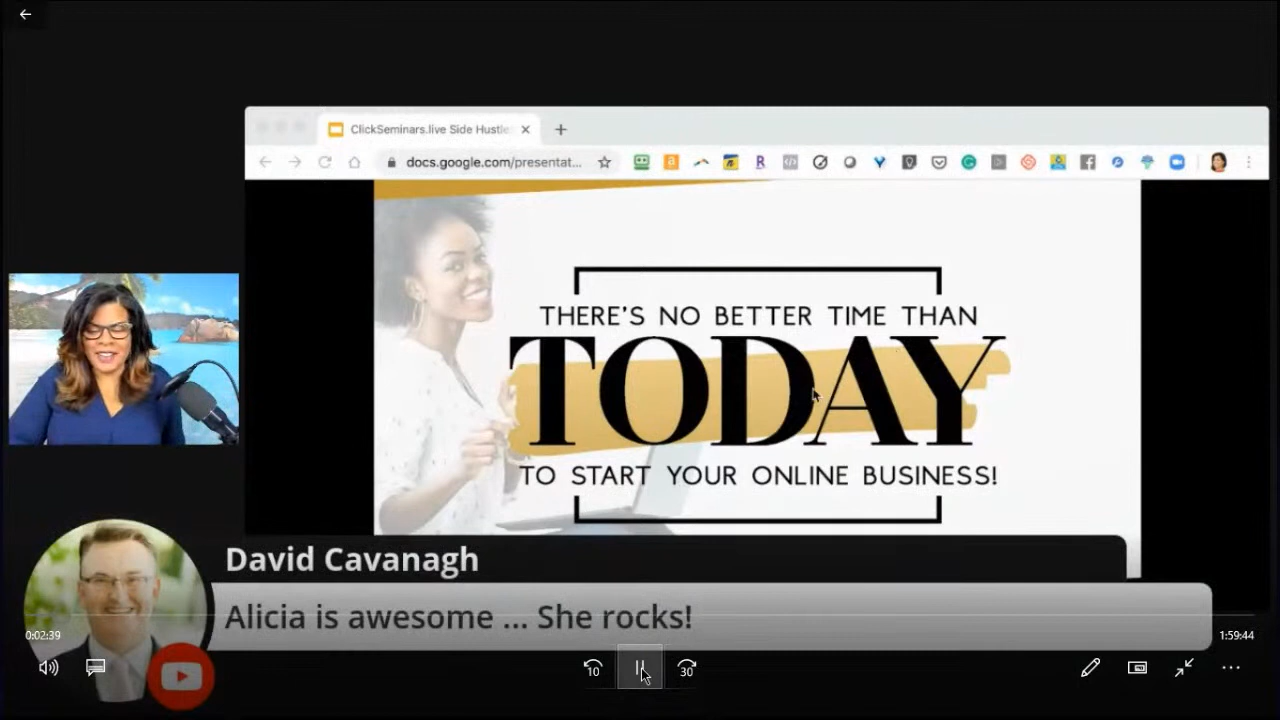 ClickSeminars.live Side Hustle
docs.google.com/presentat...
THERE'S NO BETTER TIME THAN
TODAY
TO START YOUR ONLINE BUSINESS!
David Cavanagh
Alicia is awesome ... She rocks!
0:02:39
1:59:44
10
30